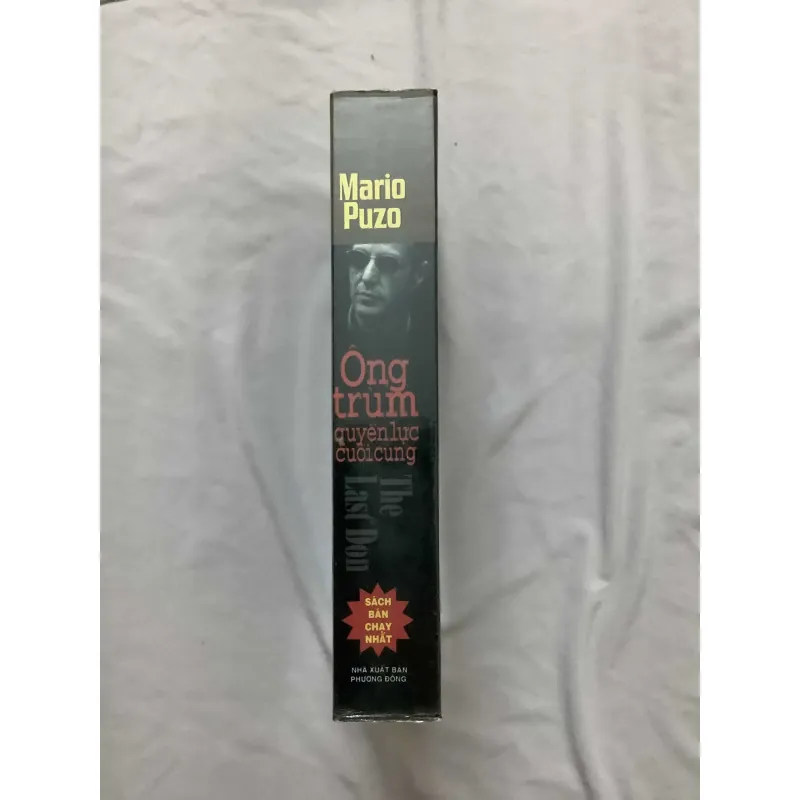 Mario
Puzo
Ông
trùm
quyền lực
cuối cùng
The
Last Don
SÁCH
BÁN
CHẠY
NHẤT
NHÀ XUẤT BẢN
PHƯƠNG ĐÔNG